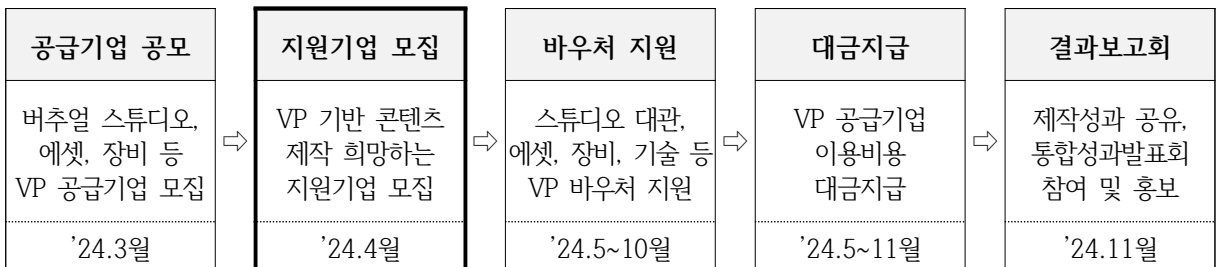 공급기업 공모
버추얼 스튜디오,
에셋, 장비 등
VP 공급기업 모집
’24.3월
⇨
지원기업 모집
VP 기반 콘텐츠
제작 희망하는
지원기업 모집
’24.4월
⇨
바우처 지원
스튜디오 대관,
에셋, 장비, 기술 등
VP 바우처 지원
’24.5~10월
⇨
대금지급
VP 공급기업
이용비용
대금지급
’24.5~11월
⇨
결과보고회
제작성과 공유,
통합성과발표회
참여 및 홍보
’24.11월